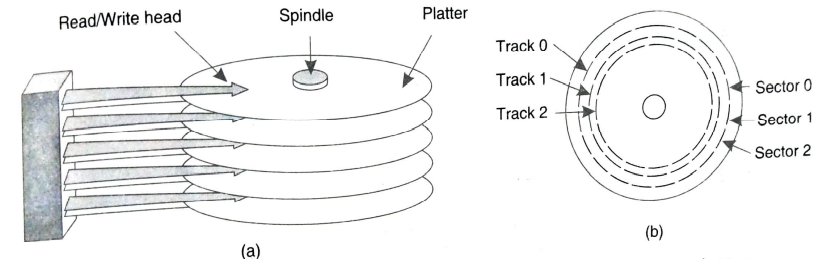 Read/Write head
Spindle
Platter
(a)
Track 0
Track 1
Track 2
Sector 0
Sector 1
Sector 2
(b)